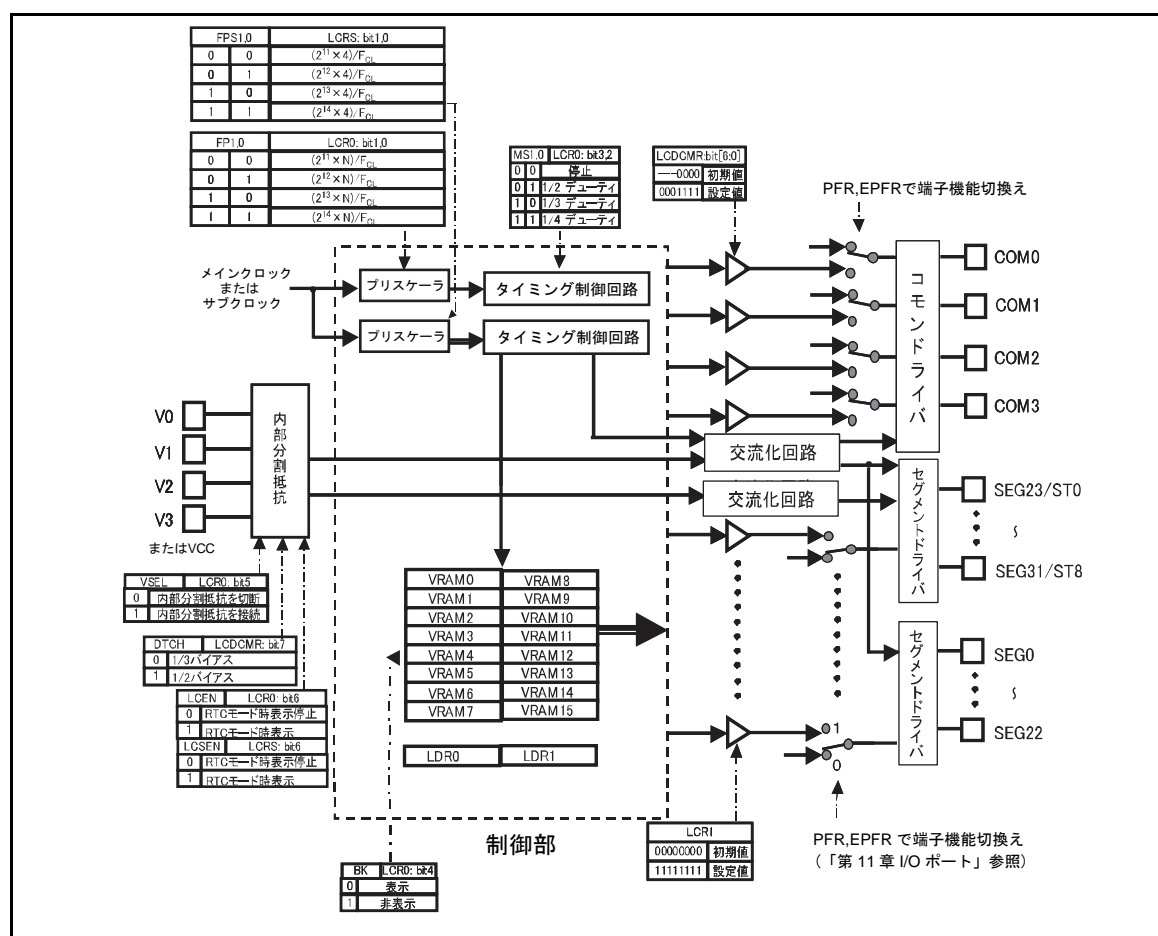 FPS1,0 LCRS: bit1,0
0 0 (2¹¹×4)/F_CL
0 1 (2¹²×4)/F_CL
1 0 (2¹³×4)/F_CL
1 1 (2¹⁴×4)/F_CL
FP1,0 LCR0: bit1,0
0 0 (2¹¹×N)/F_CL
0 1 (2¹²×N)/F_CL
1 0 (2¹³×N)/F_CL
1 1 (2¹⁴×N)/F_CL
MS1,0 LCR0: bit3,2
0 0 停止
0 1 1/2 デューティ
1 0 1/3 デューティ
1 1 1/4 デューティ
LCDCMR:bit[6:0]
---0000 初期値
0001111 設定値
PFR,EPFRで端子機能切換え
メインクロック
または
サブクロック
プリスケーラ
タイミング制御回路
プリスケーラ
タイミング制御回路
コモンドライバ
COM0
COM1
COM2
COM3
V0
V1
V2
V3
またはVCC
内部分割抵抗
交流化回路
交流化回路
セグメントドライバ
SEG23/ST0
~
SEG31/ST8
VSEL LCR0: bit5
0 内部分割抵抗を切断
1 内部分割抵抗を接続
DTCH LCDCMR: bit7
0 1/3バイアス
1 1/2バイアス
LCEN LCR0: bit6
0 RTCモード時表示停止
1 RTCモード時表示
LCSEN LCRS: bit6
0 RTCモード時表示停止
1 RTCモード時表示
VRAM0 VRAM8
VRAM1 VRAM9
VRAM2 VRAM10
VRAM3 VRAM11
VRAM4 VRAM12
VRAM5 VRAM13
VRAM6 VRAM14
VRAM7 VRAM15
LDR0 LDR1
セグメントドライバ
SEG0
~
SEG22
1
0
制御部
BK LCR0: bit4
0 表示
1 非表示
LCR1
00000000 初期値
11111111 設定値
PFR,EPFR で端子機能切換え
(「第 11 章 I/O ポート」参照)